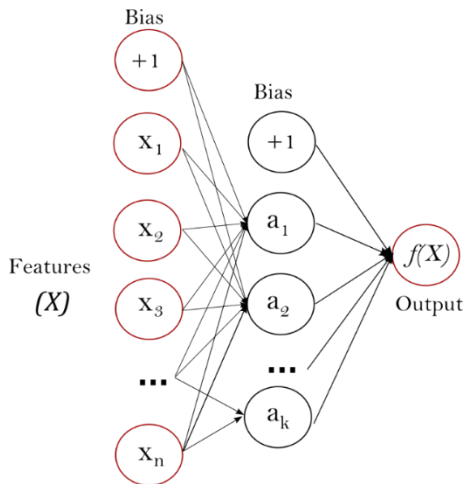 Bias
+1
x1
x2
x3
...
xn
Features
(X)
Bias
+1
a1
a2
...
ak
f(X)
Output